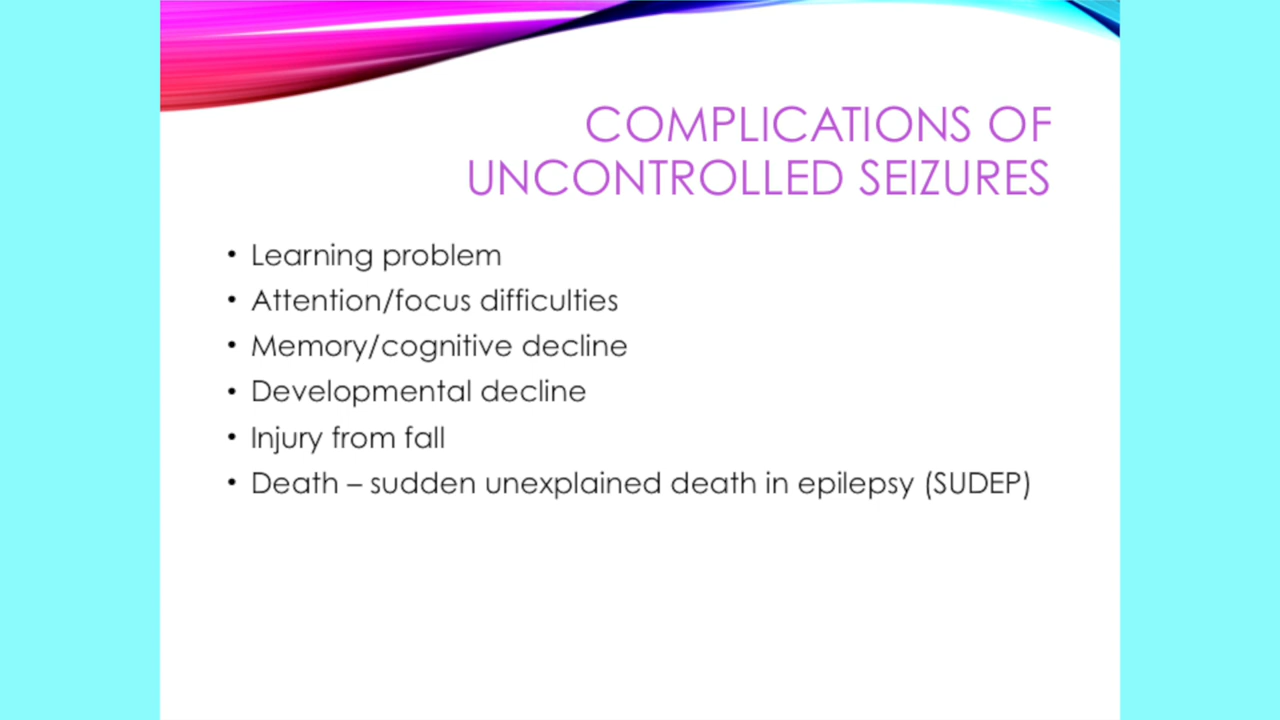 COMPLICATIONS OF
UNCONTROLLED SEIZURES
• Learning problem
• Attention/focus difficulties
• Memory/cognitive decline
• Developmental decline
• Injury from fall
• Death – sudden unexplained death in epilepsy (SUDEP)